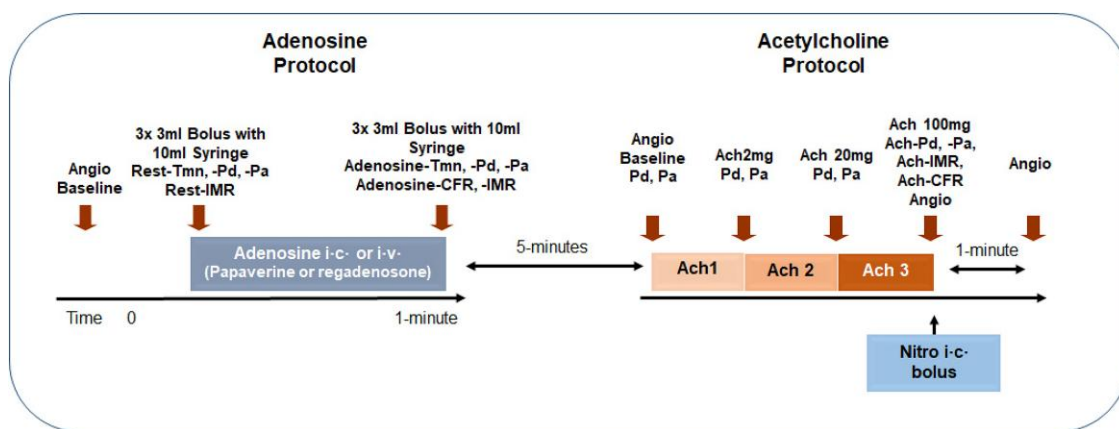 Adenosine
Protocol
Acetylcholine
Protocol
Angio
Baseline
3x 3ml Bolus with
10ml Syringe
Rest-Tmn, -Pd, -Pa
Rest-IMR
3x 3ml Bolus with 10ml
Syringe
Adenosine-Tmn, -Pd, -Pa
Adenosine-CFR, -IMR
Angio
Baseline
Pd, Pa
Ach2mg
Pd, Pa
Ach 20mg
Pd, Pa
Ach 100mg
Ach-Pd, -Pa,
Ach-IMR,
Ach-CFR
Angio
Angio
Adenosine i·c· or i·v·
(Papaverine or regadenosone)
5-minutes
Ach1
Ach 2
Ach 3
1-minute
Time 0
1-minute
Nitro i·c·
bolus